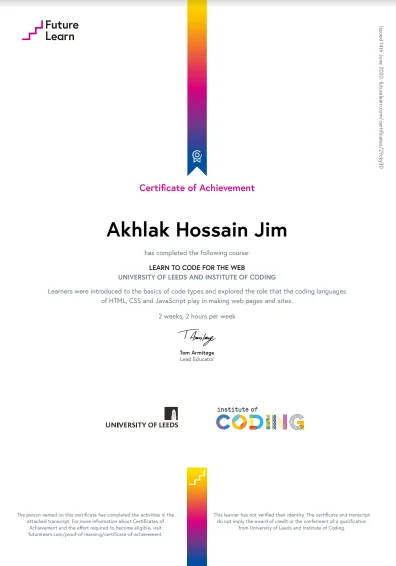 Future
Learn
Certificate of Achievement
Akhlak Hossain Jim
has completed the following course:
LEARN TO CODE FOR THE WEB
UNIVERSITY OF LEEDS AND INSTITUTE OF CODING
Learners were introduced to the basics of code types and explored the role that the coding languages
of HTML, CSS and JavaScript play in making web pages and sites.
2 weeks, 2 hours per week
T Armitage
Tom Armitage
Lead Educator
UNIVERSITY OF LEEDS
institute of
CODING
The person named on this certificate has completed the activities in the
attached transcript. For more information about Certificates of
Achievement and the effort required to become eligible, visit
futurelearn.com/proof-of-learning/certificate-of-achievement.
This learner has not verified their identity. The certificate and transcript
do not imply the award of credit or the conferment of a qualification
from University of Leeds and Institute of Coding.
Issued 14th June 2020. futurelearn.com/certificates/